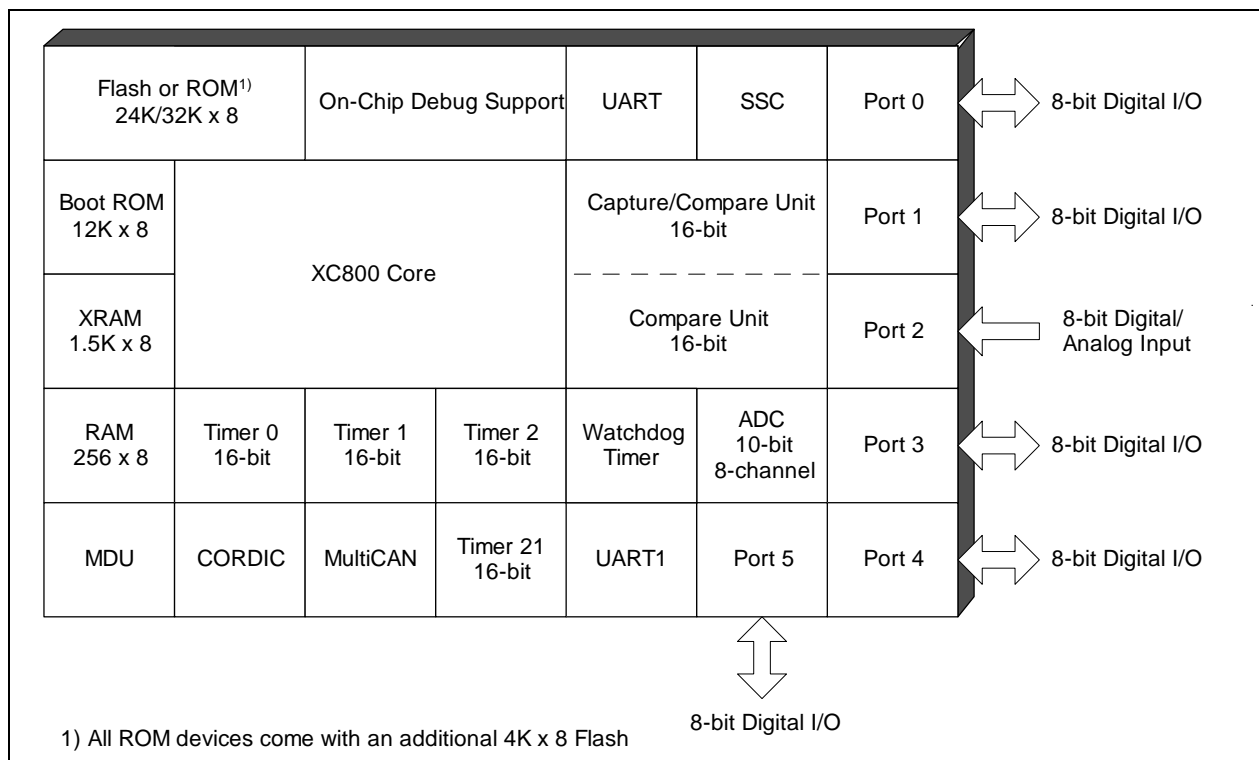 Flash or ROM1)
24K/32K x 8
On-Chip Debug Support
UART
SSC
Port 0
8-bit Digital I/O
Boot ROM
12K x 8
XC800 Core
Capture/Compare Unit
16-bit
Port 1
8-bit Digital I/O
XRAM
1.5K x 8
Compare Unit
16-bit
Port 2
8-bit Digital/
Analog Input
RAM
256 x 8
Timer 0
16-bit
Timer 1
16-bit
Timer 2
16-bit
Watchdog
Timer
ADC
10-bit
8-channel
Port 3
8-bit Digital I/O
MDU
CORDIC
MultiCAN
Timer 21
16-bit
UART1
Port 5
Port 4
8-bit Digital I/O
8-bit Digital I/O
1) All ROM devices come with an additional 4K x 8 Flash